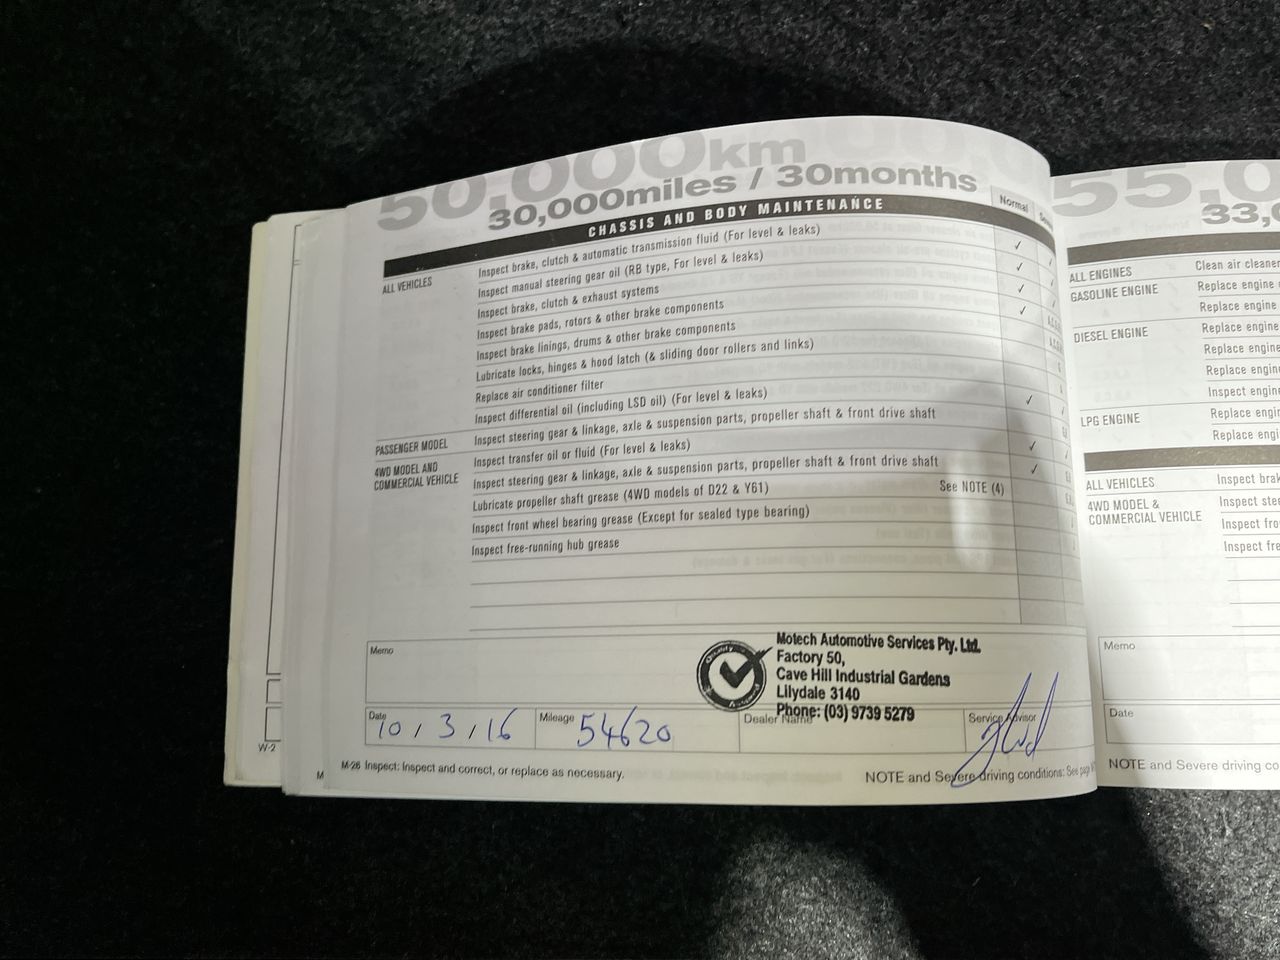 50,000km
30,000miles / 30months
CHASSIS AND BODY MAINTENANCE
Normal
ALL VEHICLES
Inspect brake, clutch & automatic transmission fluid (For level & leaks) ✓
Inspect manual steering gear oil (RB type, For level & leaks) ✓
Inspect brake, clutch & exhaust systems ✓
Inspect brake pads, rotors & other brake components ✓
Inspect brake linings, drums & other brake components
Lubricate locks, hinges & hood latch (& sliding door rollers and links)
Replace air conditioner filter
Inspect differential oil (including LSD oil) (For level & leaks) ✓
PASSENGER MODEL
Inspect steering gear & linkage, axle & suspension parts, propeller shaft & front drive shaft
4WD MODEL AND
COMMERCIAL VEHICLE
Inspect transfer oil or fluid (For level & leaks) ✓
Inspect steering gear & linkage, axle & suspension parts, propeller shaft & front drive shaft ✓
Lubricate propeller shaft grease (4WD models of D22 & Y61) See NOTE (4)
Inspect front wheel bearing grease (Except for sealed type bearing)
Inspect free-running hub grease
Memo
Motech Automotive Services Pty. Ltd.
Factory 50,
Cave Hill Industrial Gardens
Lilydale 3140
Phone: (03) 9739 5279
Date 10 / 3 / 16
Mileage 54620
Dealer Name
Service Advisor
M-26 Inspect: Inspect and correct, or replace as necessary.
NOTE and Severe driving conditions: See page
W-2
M
55,0
33,0
ALL ENGINES
Clean air cleaner
GASOLINE ENGINE
Replace engine
Replace engine
DIESEL ENGINE
Replace engine
Replace engine
Replace engine
Inspect engine
LPG ENGINE
Replace engine
Replace engine
ALL VEHICLES
Inspect brak
4WD MODEL &
COMMERCIAL VEHICLE
Inspect stee
Inspect fro
Inspect fre
Memo
Date
NOTE and Severe driving co